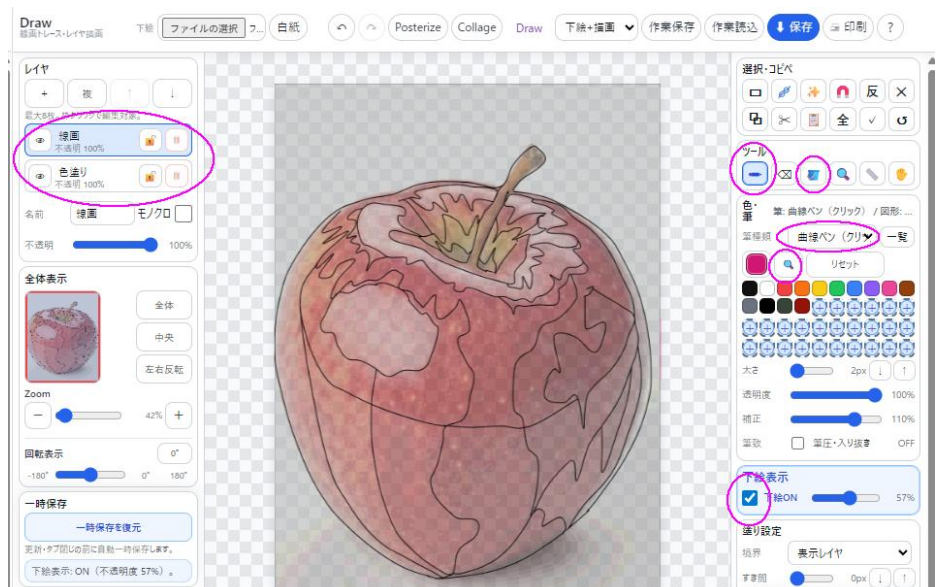 Draw
線画トレース・レイヤ描画
下絵 ファイルの選択 フ... 白紙 Posterize Collage Draw 下絵+描画 作業保存 作業読込 ⬇保存 印刷 ?
レイヤ
+ 複 ↑ ↓
線画
不透明 100%
色塗り
不透明 100%
名前 線画 モノクロ
不透明 100%
全体表示
全体
中央
左右反転
Zoom
− 42% +
回転表示 0°
-180° 0° 180°
一時保存
一時保存を復元
更新・タブ閉じの前に自動一時保存します。
下絵表示: ON（不透明度 57%）。
選択・コピペ
反 ×
全 ✓ ↺
ツール
色・筆 筆: 曲線ペン（クリック） / 図形: ...
筆種類 曲線ペン（クリッ 一覧
リセット
太さ 2px ↓ ↑
透明度 100%
補正 110%
筆致 筆圧・入り抜き OFF
下絵表示
下絵ON 57%
塗り設定
境界 表示レイヤ
すき間 0px ↓ ↑